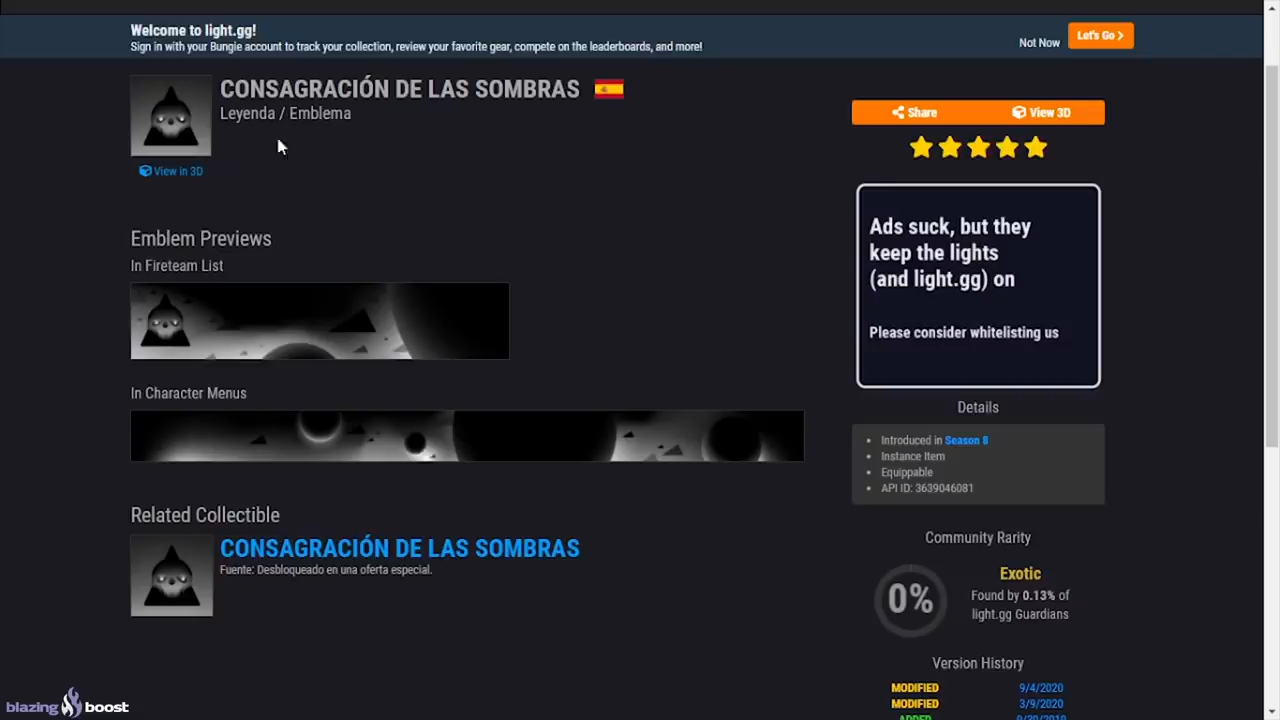 Welcome to light.gg!
Sign in with your Bungie account to track your collection, review your favorite gear, compete on the leaderboards, and more!
Not Now
Let's Go
CONSAGRACIÓN DE LAS SOMBRAS
Leyenda / Emblema
View in 3D
Share
View 3D
Emblem Previews
In Fireteam List
Ads suck, but they
keep the lights
(and light.gg) on
Please consider whitelisting us
In Character Menus
Details
Introduced in Season 8
Instance Item
Equippable
API ID: 3639046081
Related Collectible
CONSAGRACIÓN DE LAS SOMBRAS
Fuente: Desbloqueado en una oferta especial.
Community Rarity
0%
Exotic
Found by 0.13% of
light.gg Guardians
Version History
MODIFIED 9/4/2020
MODIFIED 3/9/2020
ADDED
blazing boost